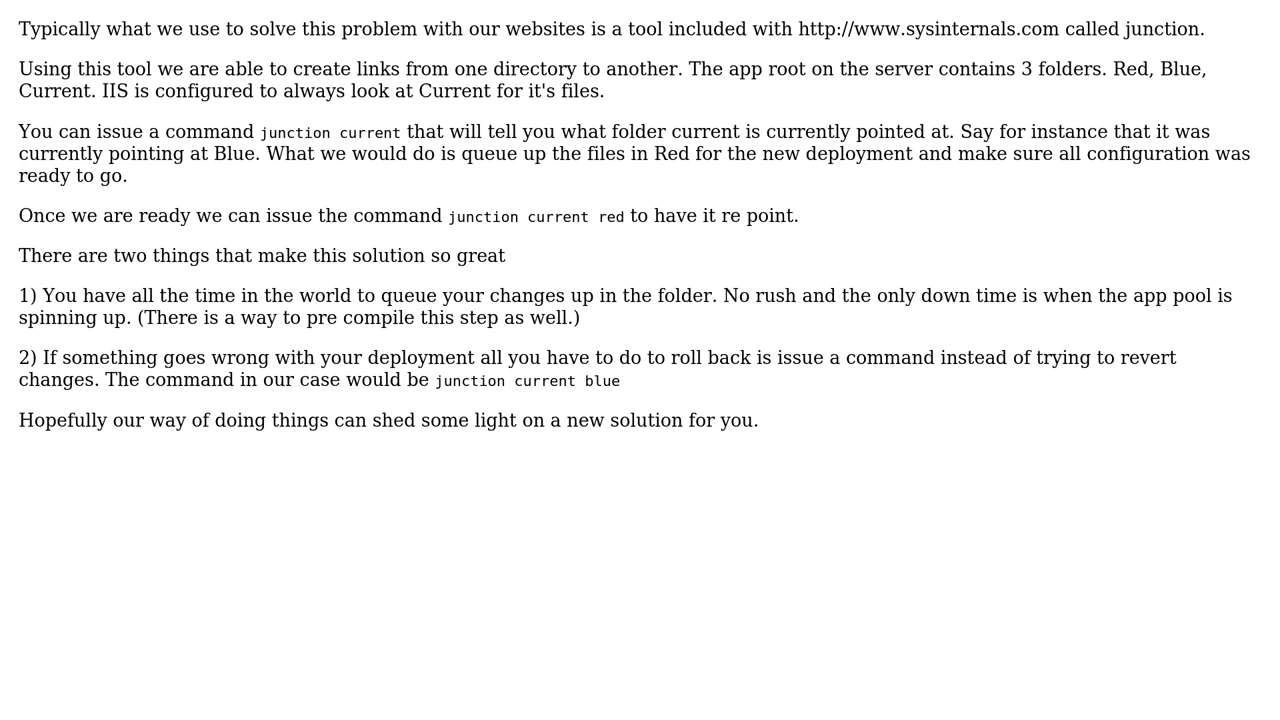 Typically what we use to solve this problem with our websites is a tool included with http://www.sysinternals.com called junction.
Using this tool we are able to create links from one directory to another. The app root on the server contains 3 folders. Red, Blue,
Current. IIS is configured to always look at Current for it's files.
You can issue a command junction current that will tell you what folder current is currently pointed at. Say for instance that it was
currently pointing at Blue. What we would do is queue up the files in Red for the new deployment and make sure all configuration was
ready to go.
Once we are ready we can issue the command junction current red to have it re point.
There are two things that make this solution so great
1) You have all the time in the world to queue your changes up in the folder. No rush and the only down time is when the app pool is
spinning up. (There is a way to pre compile this step as well.)
2) If something goes wrong with your deployment all you have to do to roll back is issue a command instead of trying to revert
changes. The command in our case would be junction current blue
Hopefully our way of doing things can shed some light on a new solution for you.